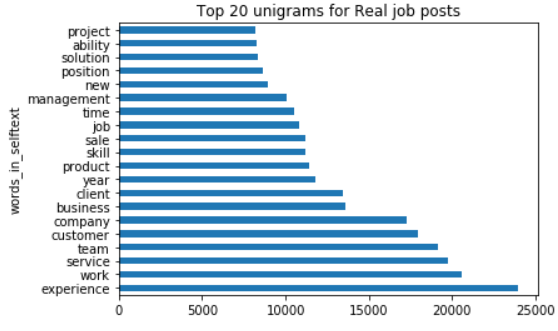 Top 20 unigrams for Real job posts
words_in_selftext
project
ability
solution
position
new
management
time
job
sale
skill
product
year
client
business
company
customer
team
service
work
experience
0 5000 10000 15000 20000 25000